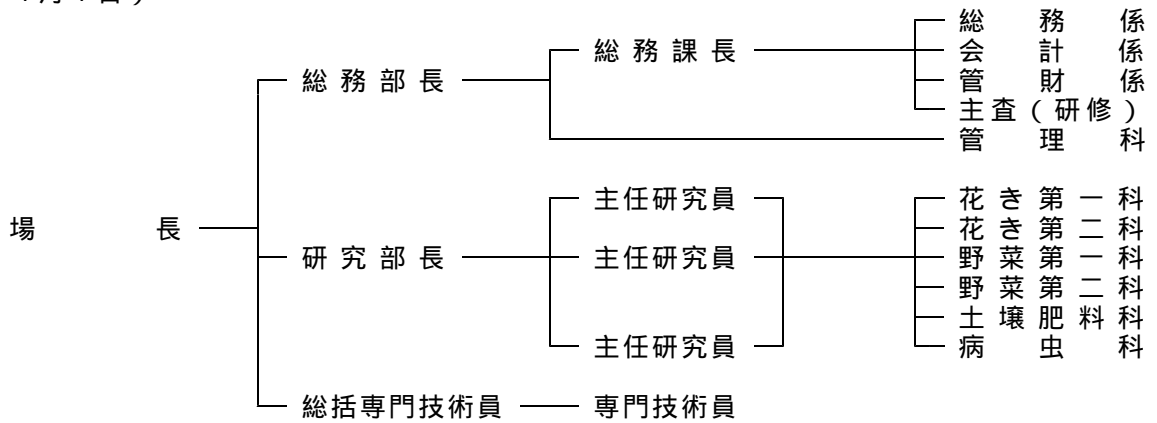 総務係
総務課長
会計係
総務部長
管財係
主査(研修)
管理科
主任研究員
花き第一科
場長
花き第二科
研究部長
主任研究員
野菜第一科
野菜第二科
土壌肥料科
主任研究員
病虫科
総括専門技術員
専門技術員